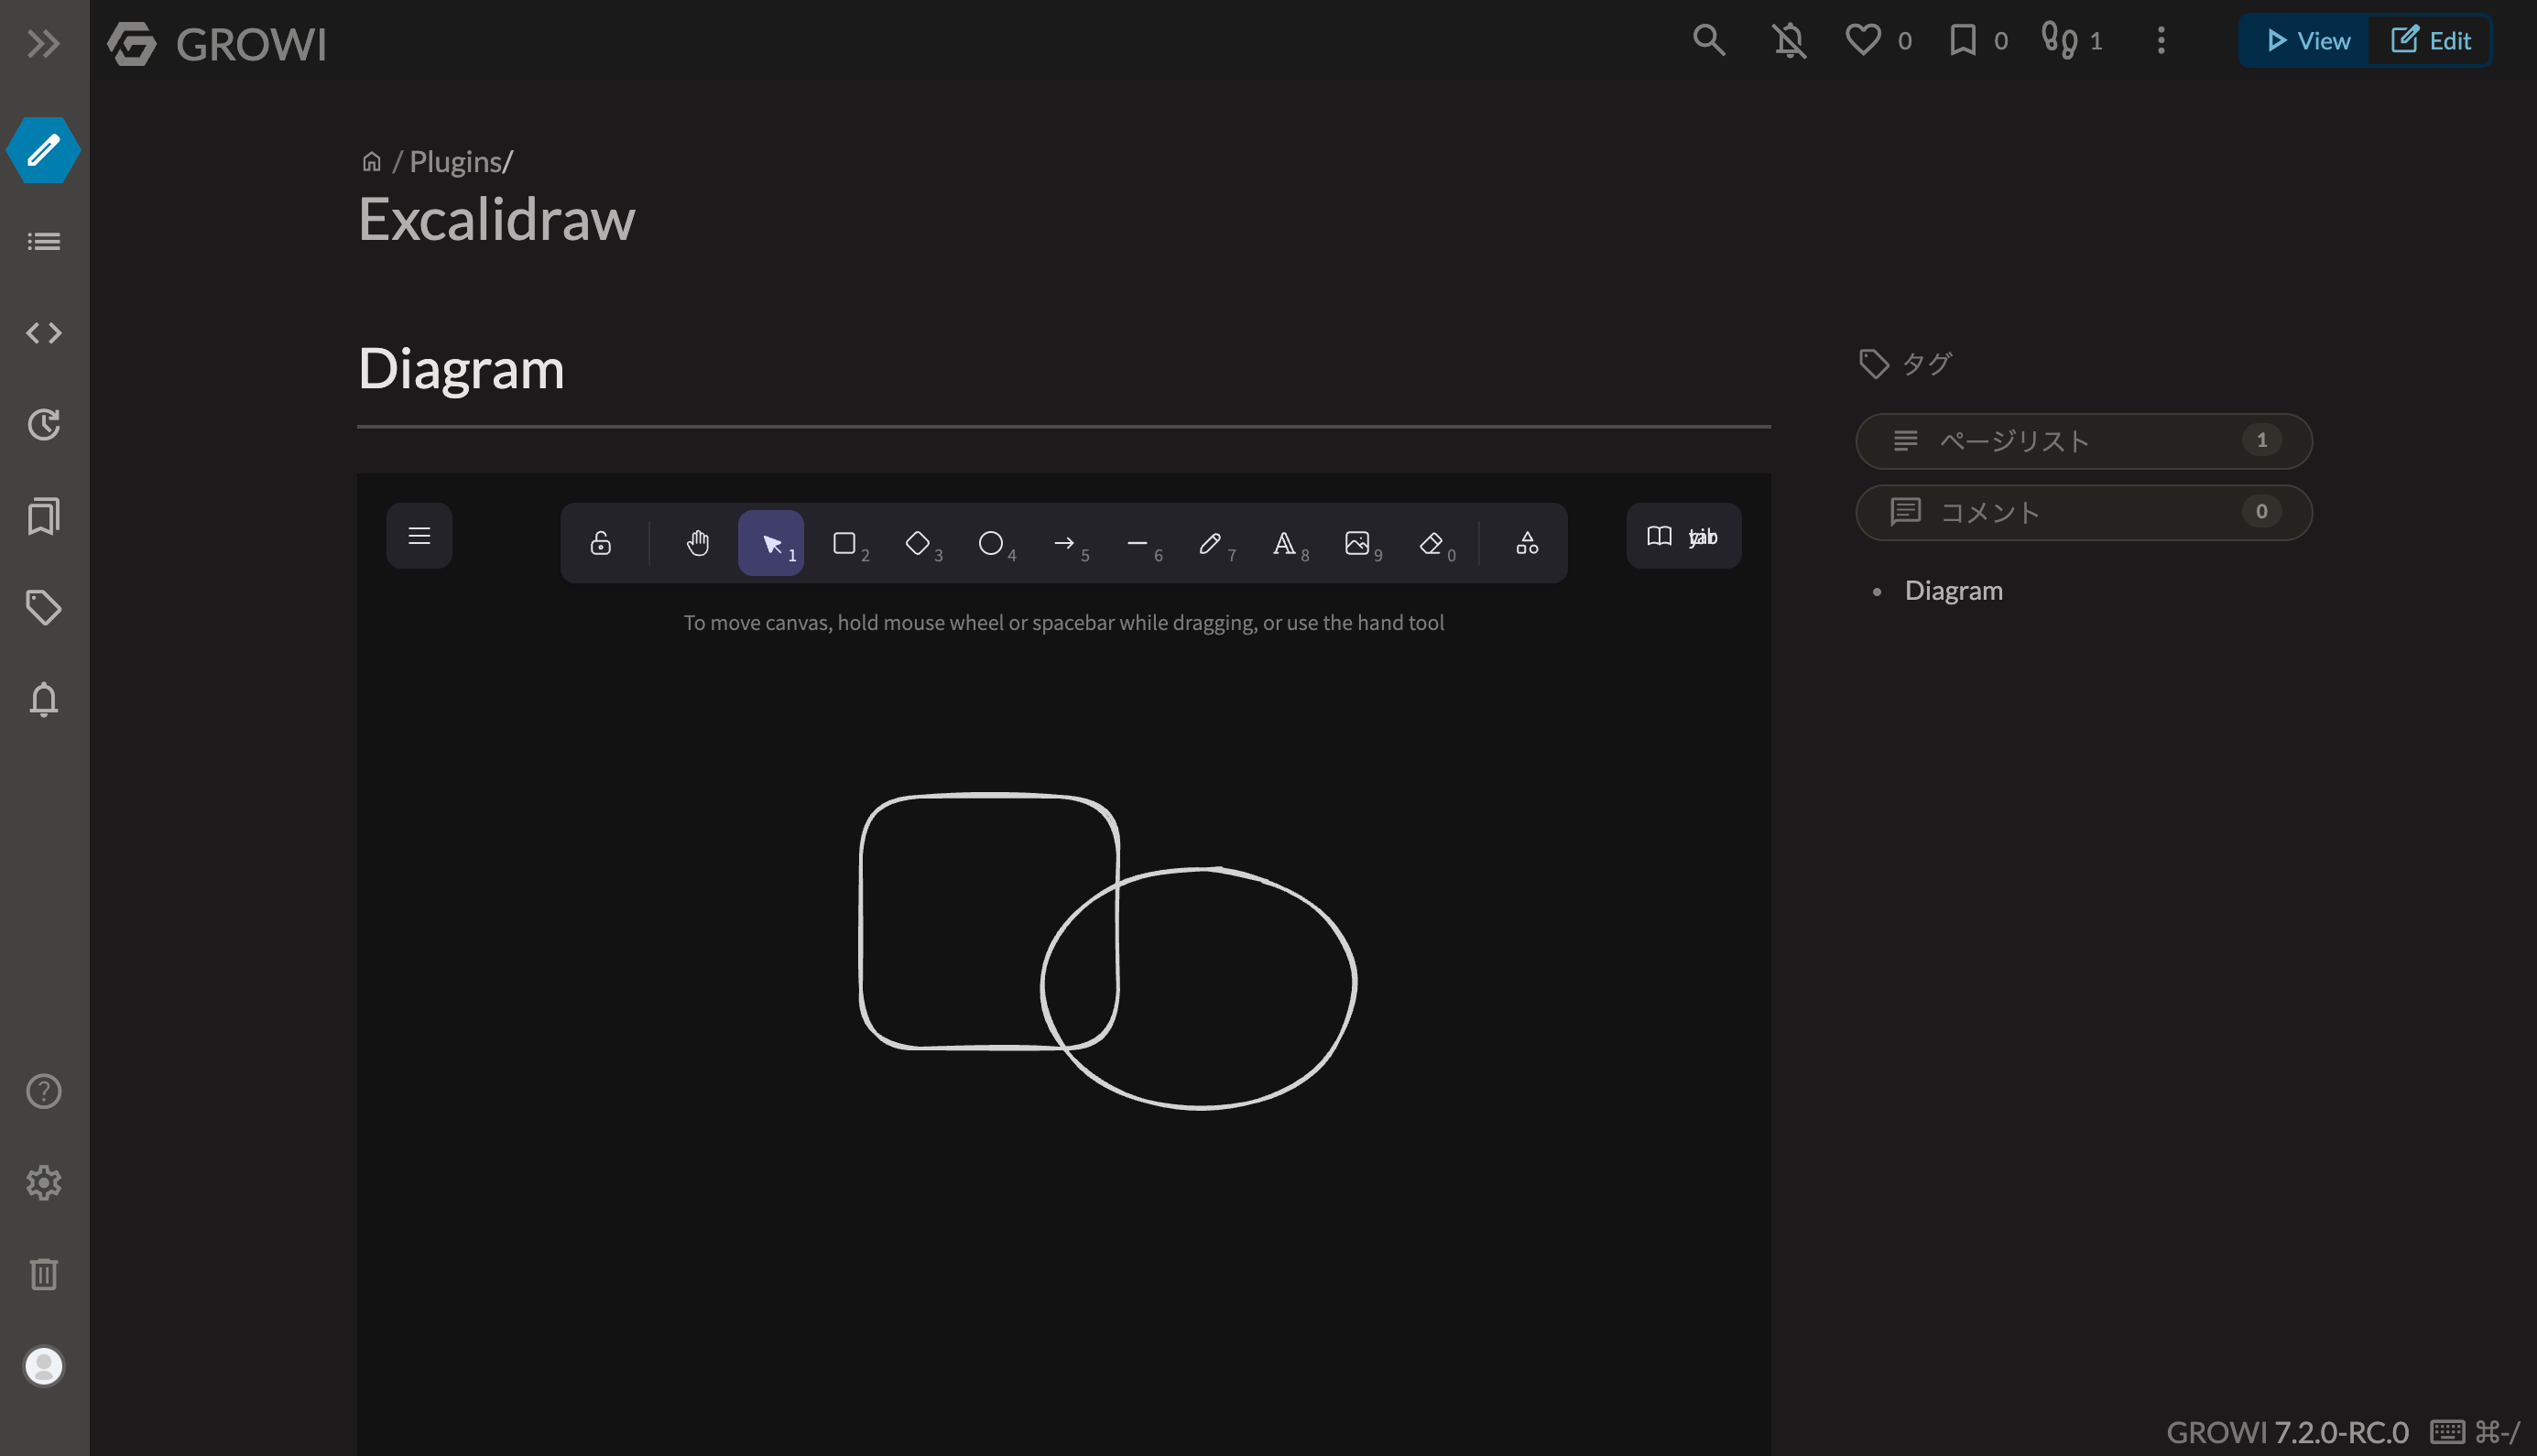 GROWI
0
0
1
View
Edit
/ Plugins/
Excalidraw
Diagram
タグ
ページリスト 1
コメント 0
Diagram
1
2
3
4
5
6
7
8
9
0
To move canvas, hold mouse wheel or spacebar while dragging, or use the hand tool
GROWI 7.2.0-RC.0 ⌘-/